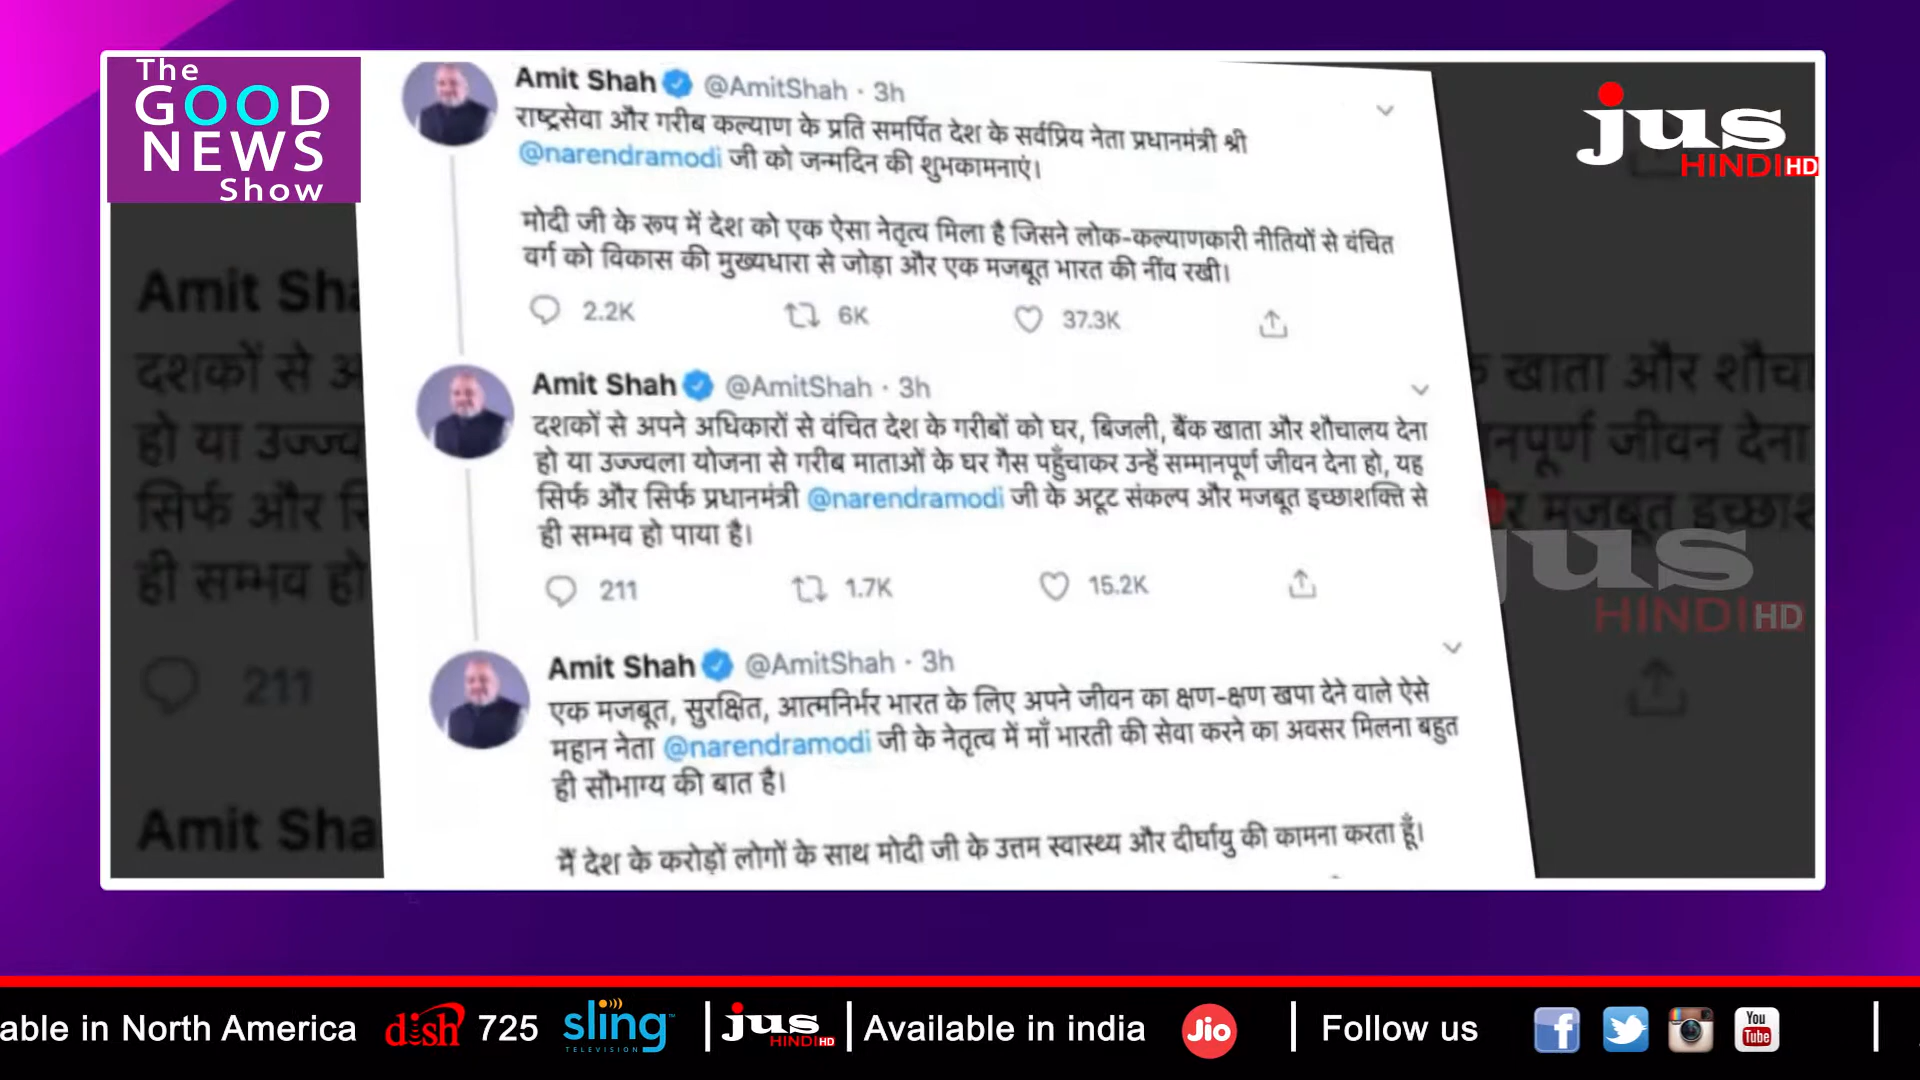 The
GOOD
NEWS
Show
jus
HINDI HD
Amit Shah @AmitShah · 3h
राष्ट्रसेवा और गरीब कल्याण के प्रति समर्पित देश के सर्वप्रिय नेता प्रधानमंत्री श्री
@narendramodi जी को जन्मदिन की शुभकामनाएं।
मोदी जी के रूप में देश को एक ऐसा नेतृत्व मिला है जिसने लोक-कल्याणकारी नीतियों से वंचित
वर्ग को विकास की मुख्यधारा से जोड़ा और एक मजबूत भारत की नींव रखी।
2.2K 6K 37.3K
Amit Shah @AmitShah · 3h
दशकों से अपने अधिकारों से वंचित देश के गरीबों को घर, बिजली, बैंक खाता और शौचालय देना
हो या उज्ज्वला योजना से गरीब माताओं के घर गैस पहुँचाकर उन्हें सम्मानपूर्ण जीवन देना हो, यह
सिर्फ और सिर्फ प्रधानमंत्री @narendramodi जी के अटूट संकल्प और मजबूत इच्छाशक्ति से
ही सम्भव हो पाया है।
211 1.7K 15.2K
Amit Shah @AmitShah · 3h
एक मजबूत, सुरक्षित, आत्मनिर्भर भारत के लिए अपने जीवन का क्षण-क्षण खपा देने वाले ऐसे
महान नेता @narendramodi जी के नेतृत्व में माँ भारती की सेवा करने का अवसर मिलना बहुत
ही सौभाग्य की बात है।
मैं देश के करोड़ों लोगों के साथ मोदी जी के उत्तम स्वास्थ्य और दीर्घायु की कामना करता हूँ।
Amit Sha
दशकों से अ
हो या उज्ज्व
सिर्फ और सि
ही सम्भव हो
211
Amit Sha
खाता और शौचा
नपूर्ण जीवन देना
र मजबूत इच्छाश
jus
HINDI HD
able in North America dish 725 sling TELEVISION jus HINDI HD Available in india Jio Follow us f You Tube